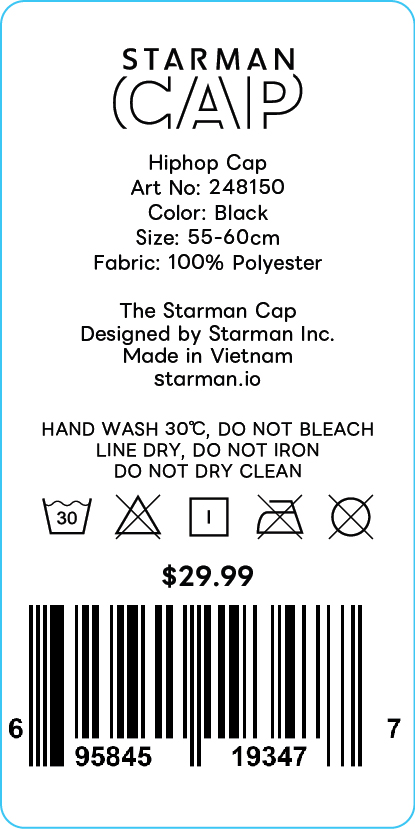 STARMAN
CAP
Hiphop Cap
Art No: 248150
Color: Black
Size: 55-60cm
Fabric: 100% Polyester
The Starman Cap
Designed by Starman Inc.
Made in Vietnam
starman.io
HAND WASH 30℃, DO NOT BLEACH
LINE DRY, DO NOT IRON
DO NOT DRY CLEAN
30 I
$29.99
6 95845 19347 7